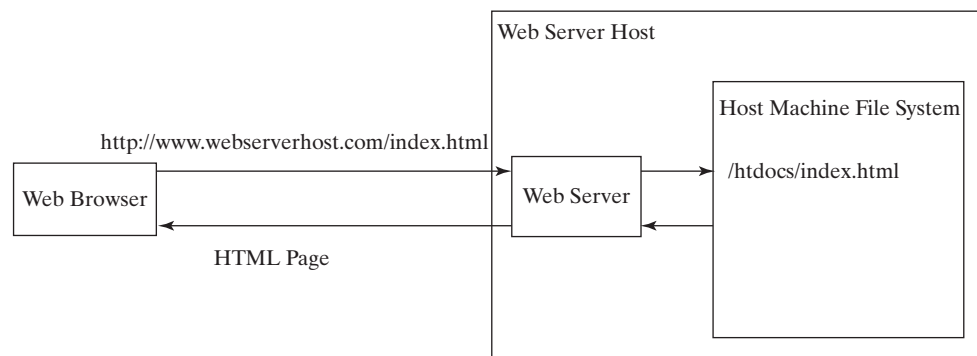 Web Server Host
Host Machine File System
http://www.webserverhost.com/index.html
/htdocs/index.html
Web Browser
Web Server
HTML Page